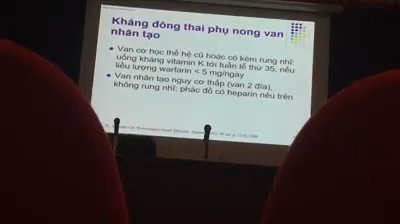 Kháng đông thai phụ nong van
nhân tạo
Van cơ học thế hệ cũ hoặc có kèm rung nhĩ:
uống kháng vitamin K tới tuần lễ thứ 35, nếu
liều lượng warfarin < 5 mg/ngày
Van nhân tạo nguy cơ thấp (van 2 đĩa),
không rung nhĩ: phác đồ có heparin nêu trên